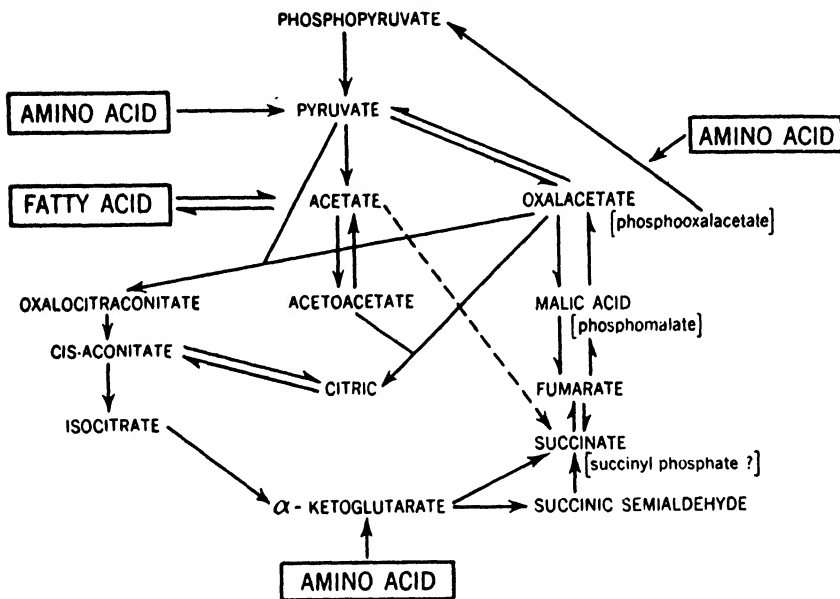 PHOSPHOPYRUVATE
AMINO ACID
PYRUVATE
AMINO ACID
FATTY ACID
ACETATE
OXALACETATE
[phosphooxalacetate]
OXALOCITRACONITATE
ACETOACETATE
MALIC ACID
[phosphomalate]
CIS-ACONITATE
CITRIC
FUMARATE
ISOCITRATE
SUCCINATE
[succinyl phosphate ?]
α - KETOGLUTARATE
SUCCINIC SEMIALDEHYDE
AMINO ACID